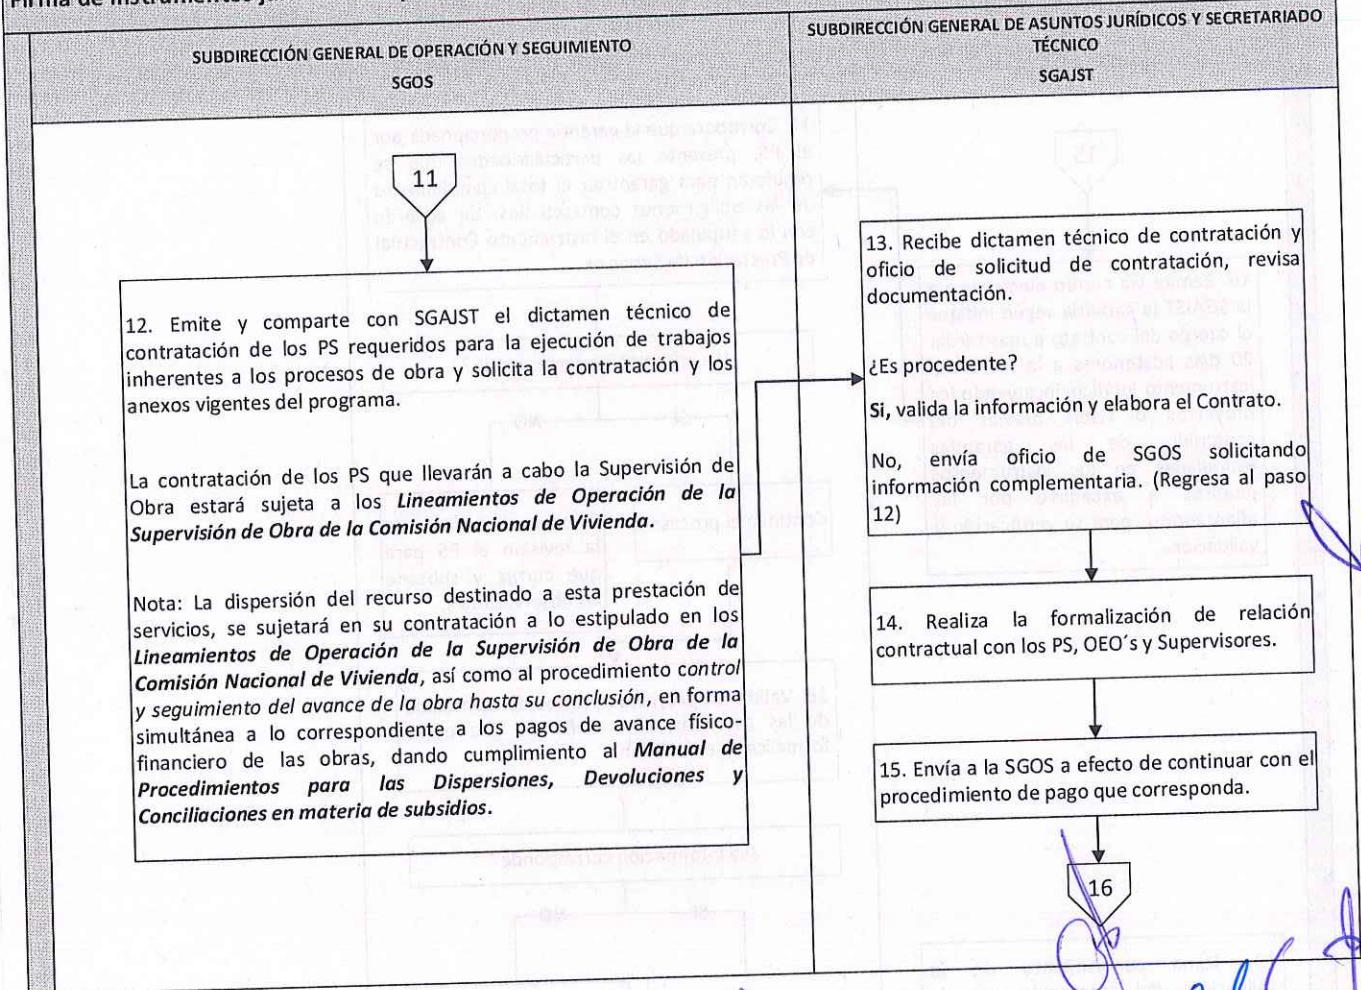 SUBDIRECCIÓN GENERAL DE OPERACIÓN Y SEGUIMIENTO
SGOS
SUBDIRECCIÓN GENERAL DE ASUNTOS JURÍDICOS Y SECRETARIADO
TÉCNICO
SGAJST
11
12. Emite y comparte con SGAJST el dictamen técnico de
contratación de los PS requeridos para la ejecución de trabajos
inherentes a los procesos de obra y solicita la contratación y los
anexos vigentes del programa.
La contratación de los PS que llevarán a cabo la Supervisión de
Obra estará sujeta a los Lineamientos de Operación de la
Supervisión de Obra de la Comisión Nacional de Vivienda.
Nota: La dispersión del recurso destinado a esta prestación de
servicios, se sujetará en su contratación a lo estipulado en los
Lineamientos de Operación de la Supervisión de Obra de la
Comisión Nacional de Vivienda, así como al procedimiento control
y seguimiento del avance de la obra hasta su conclusión, en forma
simultánea a lo correspondiente a los pagos de avance físico-
financiero de las obras, dando cumplimiento al Manual de
Procedimientos para las Dispersiones, Devoluciones y
Conciliaciones en materia de subsidios.
13. Recibe dictamen técnico de contratación y
oficio de solicitud de contratación, revisa
documentación.
¿Es procedente?
Si, valida la información y elabora el Contrato.
No, envía oficio de SGOS solicitando
información complementaria. (Regresa al paso
12)
14. Realiza la formalización de relación
contractual con los PS, OEO´s y Supervisores.
15. Envía a la SGOS a efecto de continuar con el
procedimiento de pago que corresponda.
16